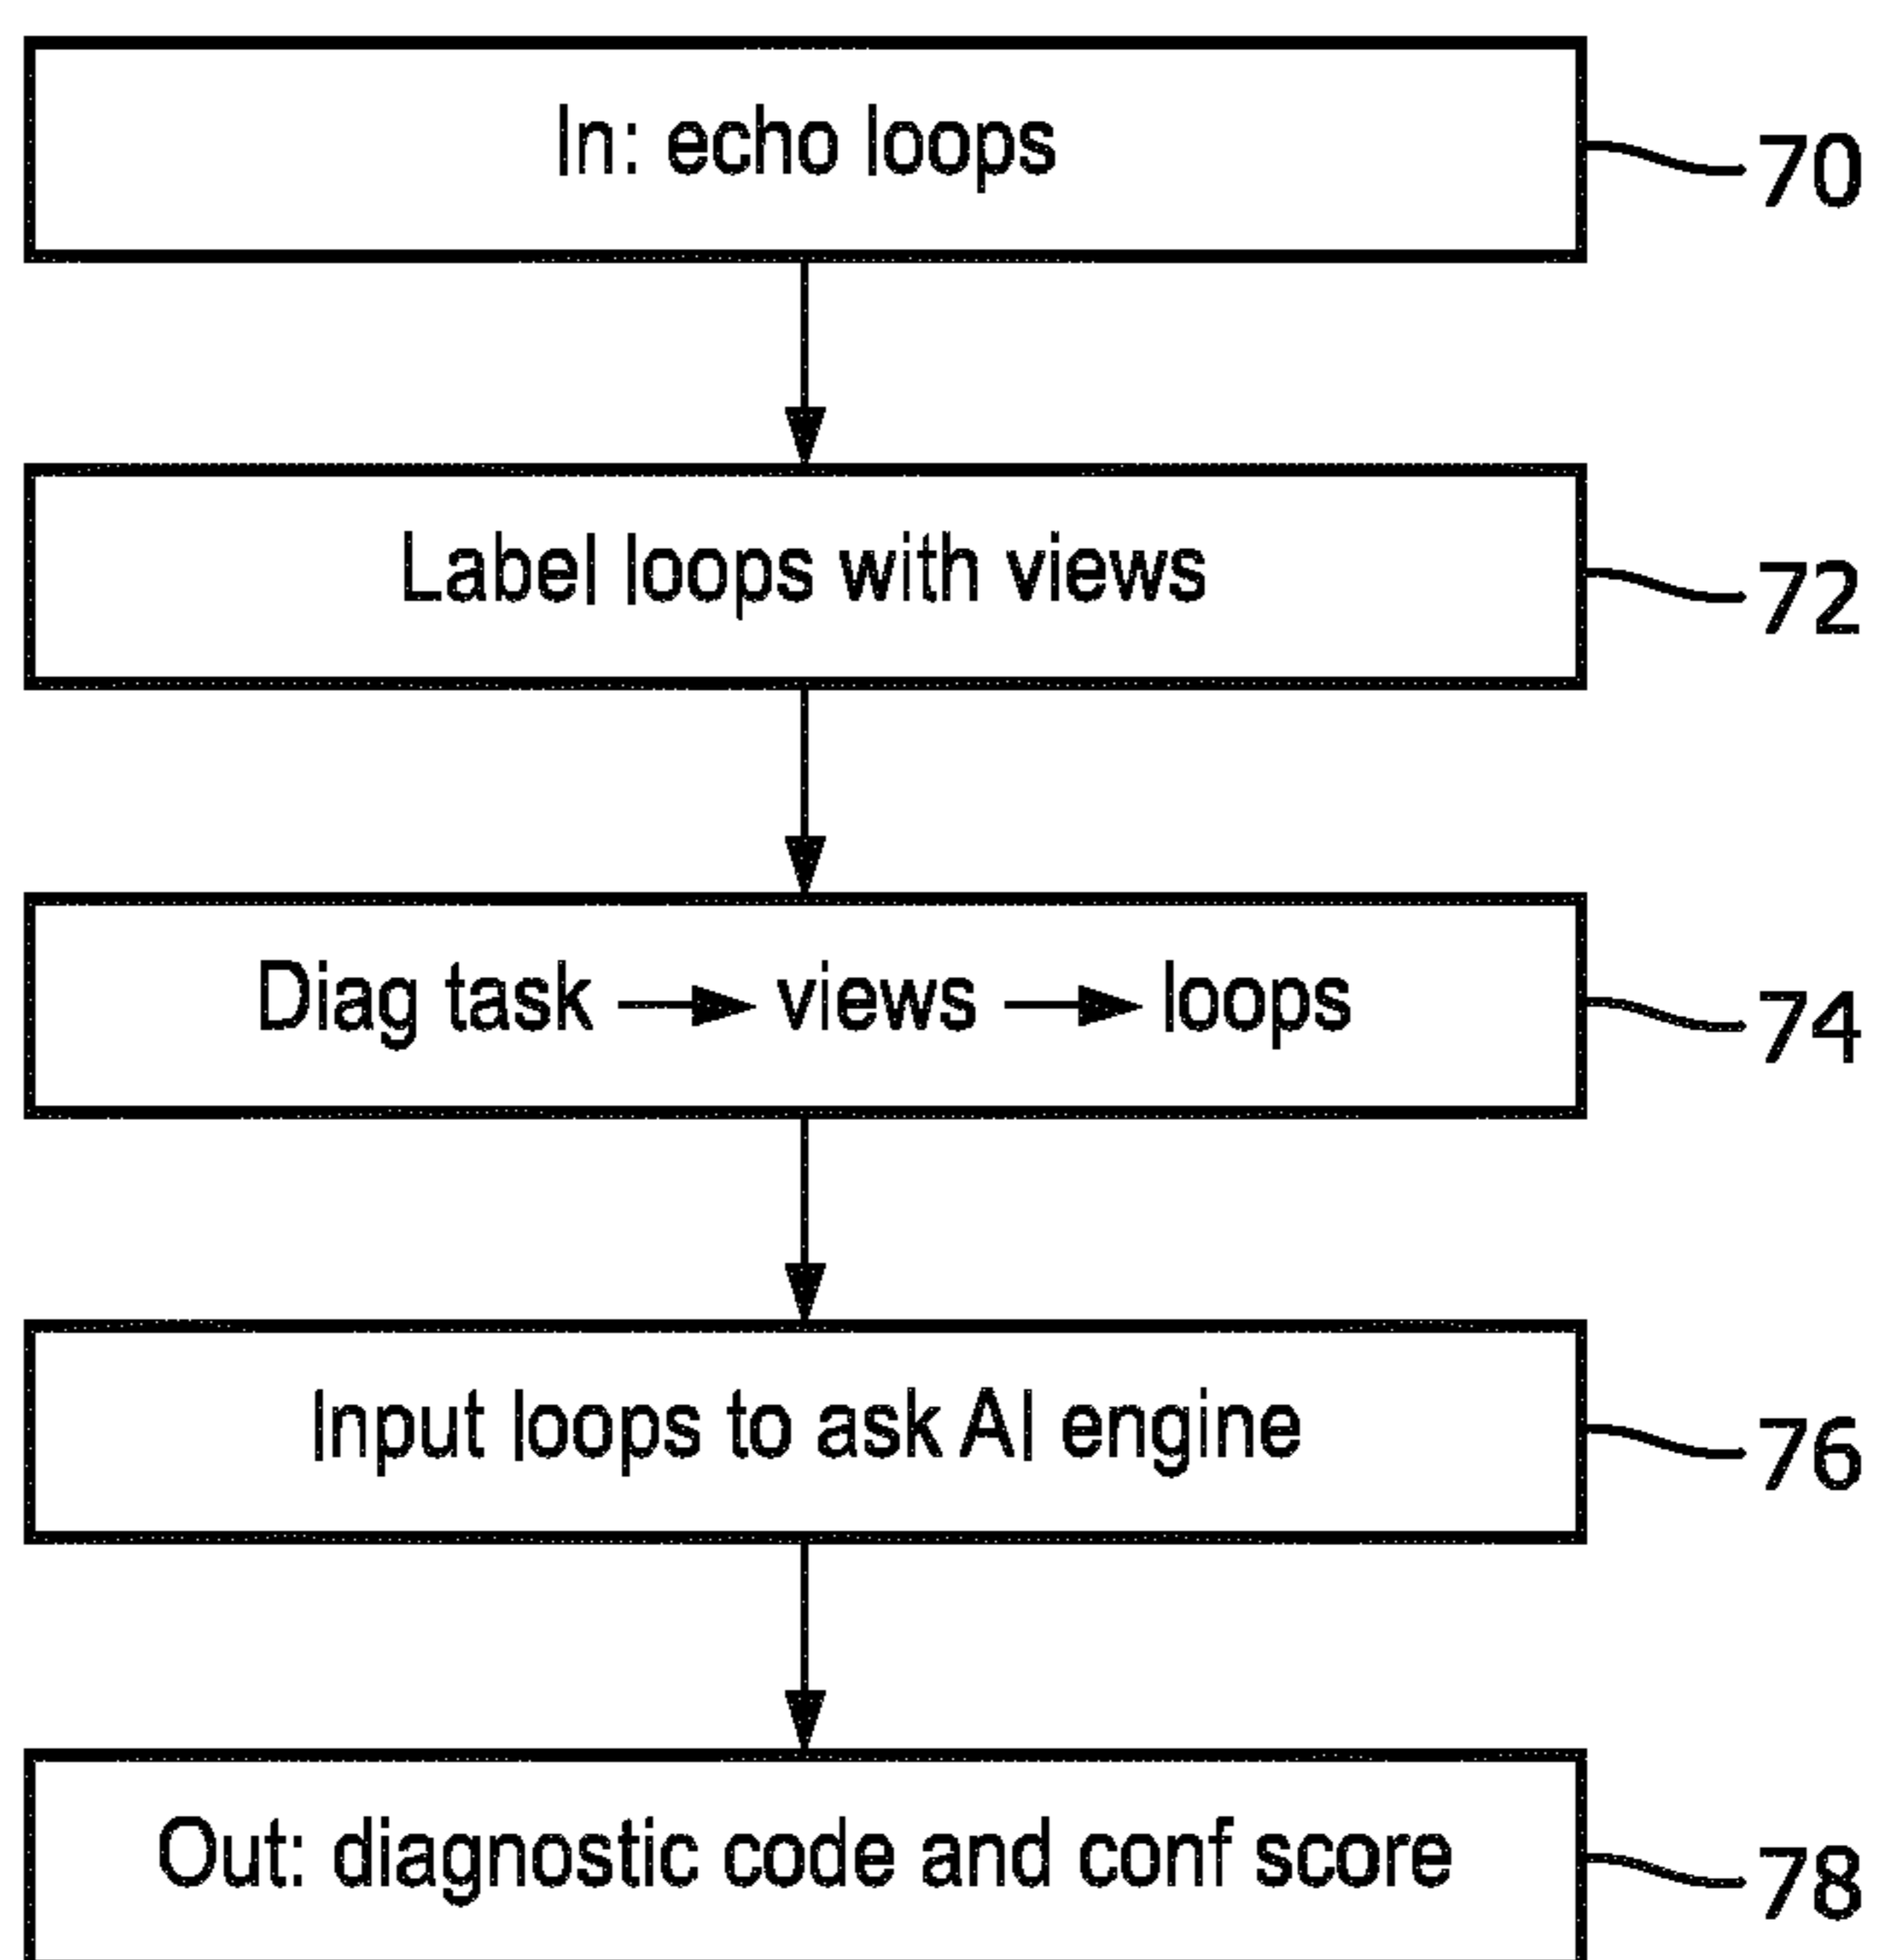 In: echo loops
70
Label loops with views
72
Diag task → views → loops
74
Input loops to ask AI engine
76
Out: diagnostic code and conf score
78